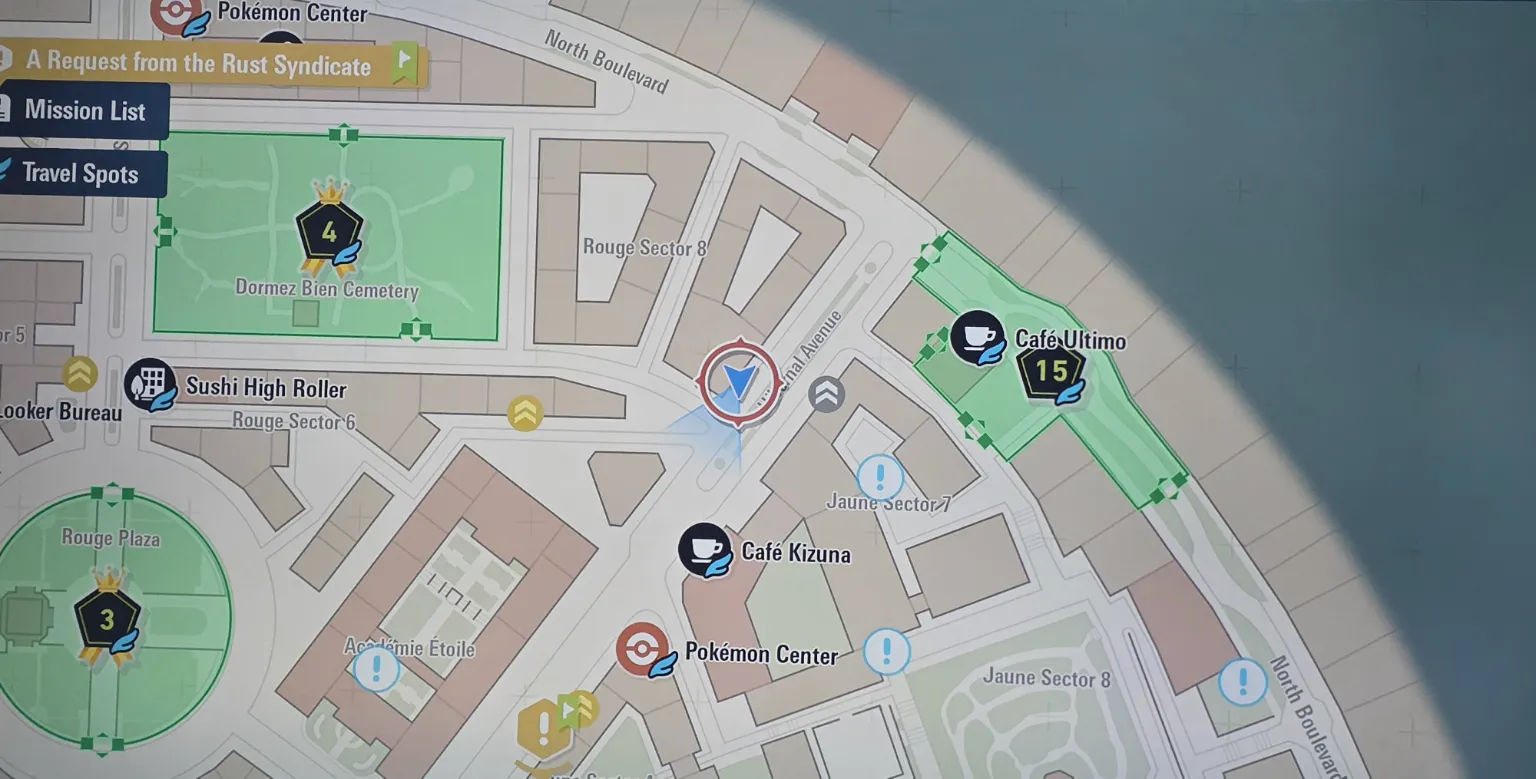 Pokémon Center
North Boulevard
A Request from the Rust Syndicate
Mission List
Travel Spots
4
Rouge Sector 8
Dormez Bien Cemetery
Café Ultimo
15
Sushi High Roller
Looker Bureau
Rouge Sector 6
Jaune Sector 7
Rouge Plaza
Café Kizuna
3
Académie Étoile
Pokémon Center
Jaune Sector 8
North Boulevard
Avenue